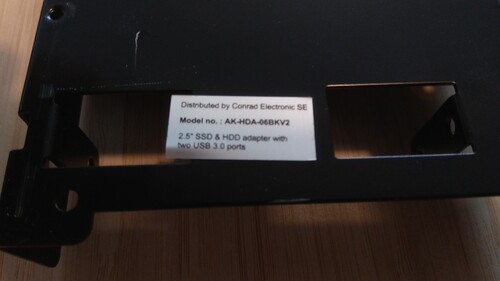 Distributed by Conrad Electronic SE
Model no. : AK-HDA-06BKV2
2.5" SSD & HDD adapter with
two USB 3.0 ports